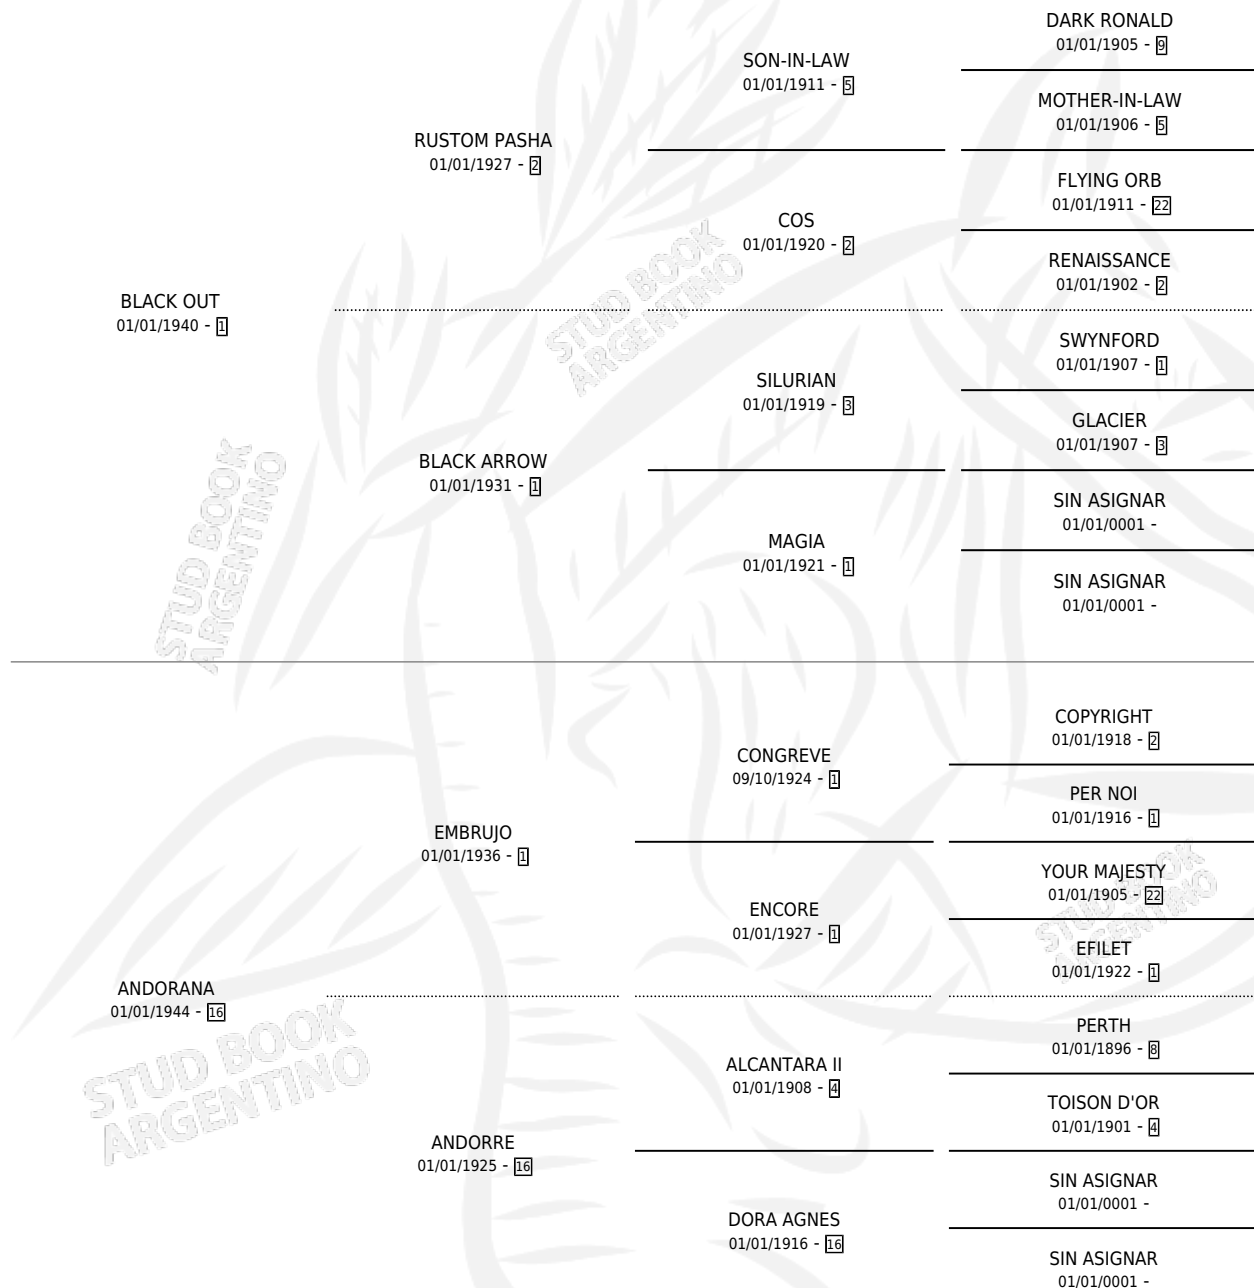 DARK RONALD
01/01/1905 - 9
SON-IN-LAW
01/01/1911 - 5
MOTHER-IN-LAW
01/01/1906 - 5
RUSTOM PASHA
01/01/1927 - 2
FLYING ORB
01/01/1911 - 22
COS
01/01/1920 - 2
RENAISSANCE
01/01/1902 - 2
BLACK OUT
01/01/1940 - 1
SWYNFORD
01/01/1907 - 1
SILURIAN
01/01/1919 - 3
GLACIER
01/01/1907 - 3
BLACK ARROW
01/01/1931 - 1
SIN ASIGNAR
01/01/0001 -
MAGIA
01/01/1921 - 1
SIN ASIGNAR
01/01/0001 -
COPYRIGHT
01/01/1918 - 2
CONGREVE
09/10/1924 - 1
PER NOI
01/01/1916 - 1
EMBRUJO
01/01/1936 - 1
YOUR MAJESTY
01/01/1905 - 22
ENCORE
01/01/1927 - 1
EFILET
01/01/1922 - 1
ANDORANA
01/01/1944 - 16
PERTH
01/01/1896 - 8
ALCANTARA II
01/01/1908 - 4
TOISON D'OR
01/01/1901 - 4
ANDORRE
01/01/1925 - 16
SIN ASIGNAR
01/01/0001 -
DORA AGNES
01/01/1916 - 16
SIN ASIGNAR
01/01/0001 -
STUD BOOK
ARGENTINO
STUD BOOK
ARGENTINO
STUD BOOK
ARGENTINO
STUD BOOK
ARGENTINO